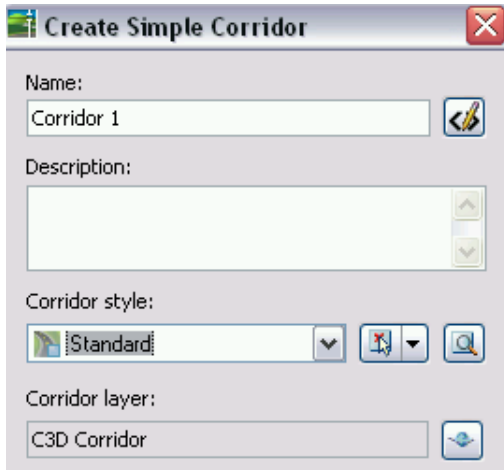 Create Simple Corridor
Name:
Corridor 1
Description:
Corridor style:
Standard
Corridor layer:
C3D Corridor